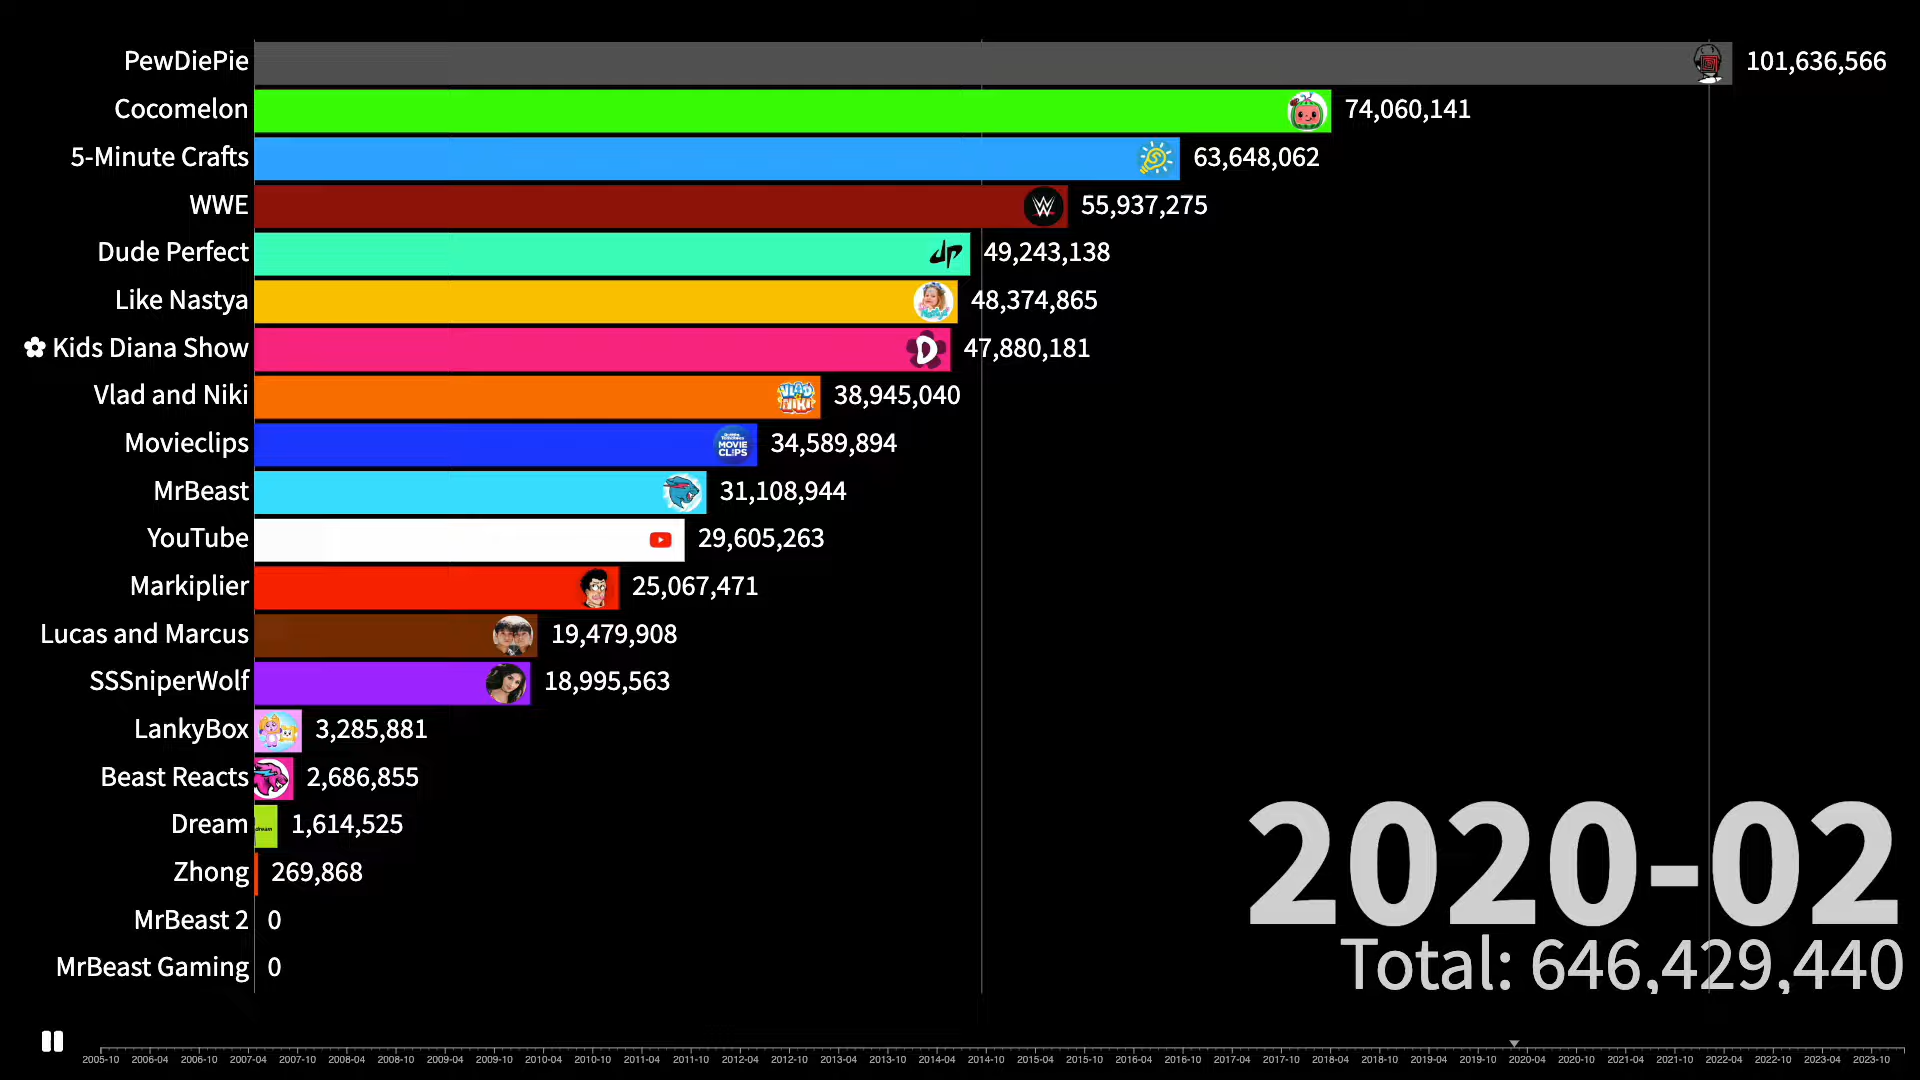 PewDiePie 101,636,566
Cocomelon 74,060,141
5-Minute Crafts 63,648,062
WWE 55,937,275
Dude Perfect 49,243,138
Like Nastya 48,374,865
✿ Kids Diana Show 47,880,181
Vlad and Niki 38,945,040
Movieclips MOVIE CLIPS 34,589,894
MrBeast 31,108,944
YouTube 29,605,263
Markiplier 25,067,471
Lucas and Marcus 19,479,908
SSSniperWolf 18,995,563
LankyBox 3,285,881
Beast Reacts 2,686,855
Dream dream 1,614,525
Zhong 269,868
MrBeast 2 0
MrBeast Gaming 0
2020-02
Total: 646,429,440
2005-10 2006-04 2006-10 2007-04 2007-10 2008-04 2008-10 2009-04 2009-10 2010-04 2010-10 2011-04 2011-10 2012-04 2012-10 2013-04 2013-10 2014-04 2014-10 2015-04 2015-10 2016-04 2016-10 2017-04 2017-10 2018-04 2018-10 2019-04 2019-10 2020-04 2020-10 2021-04 2021-10 2022-04 2022-10 2023-04 2023-10